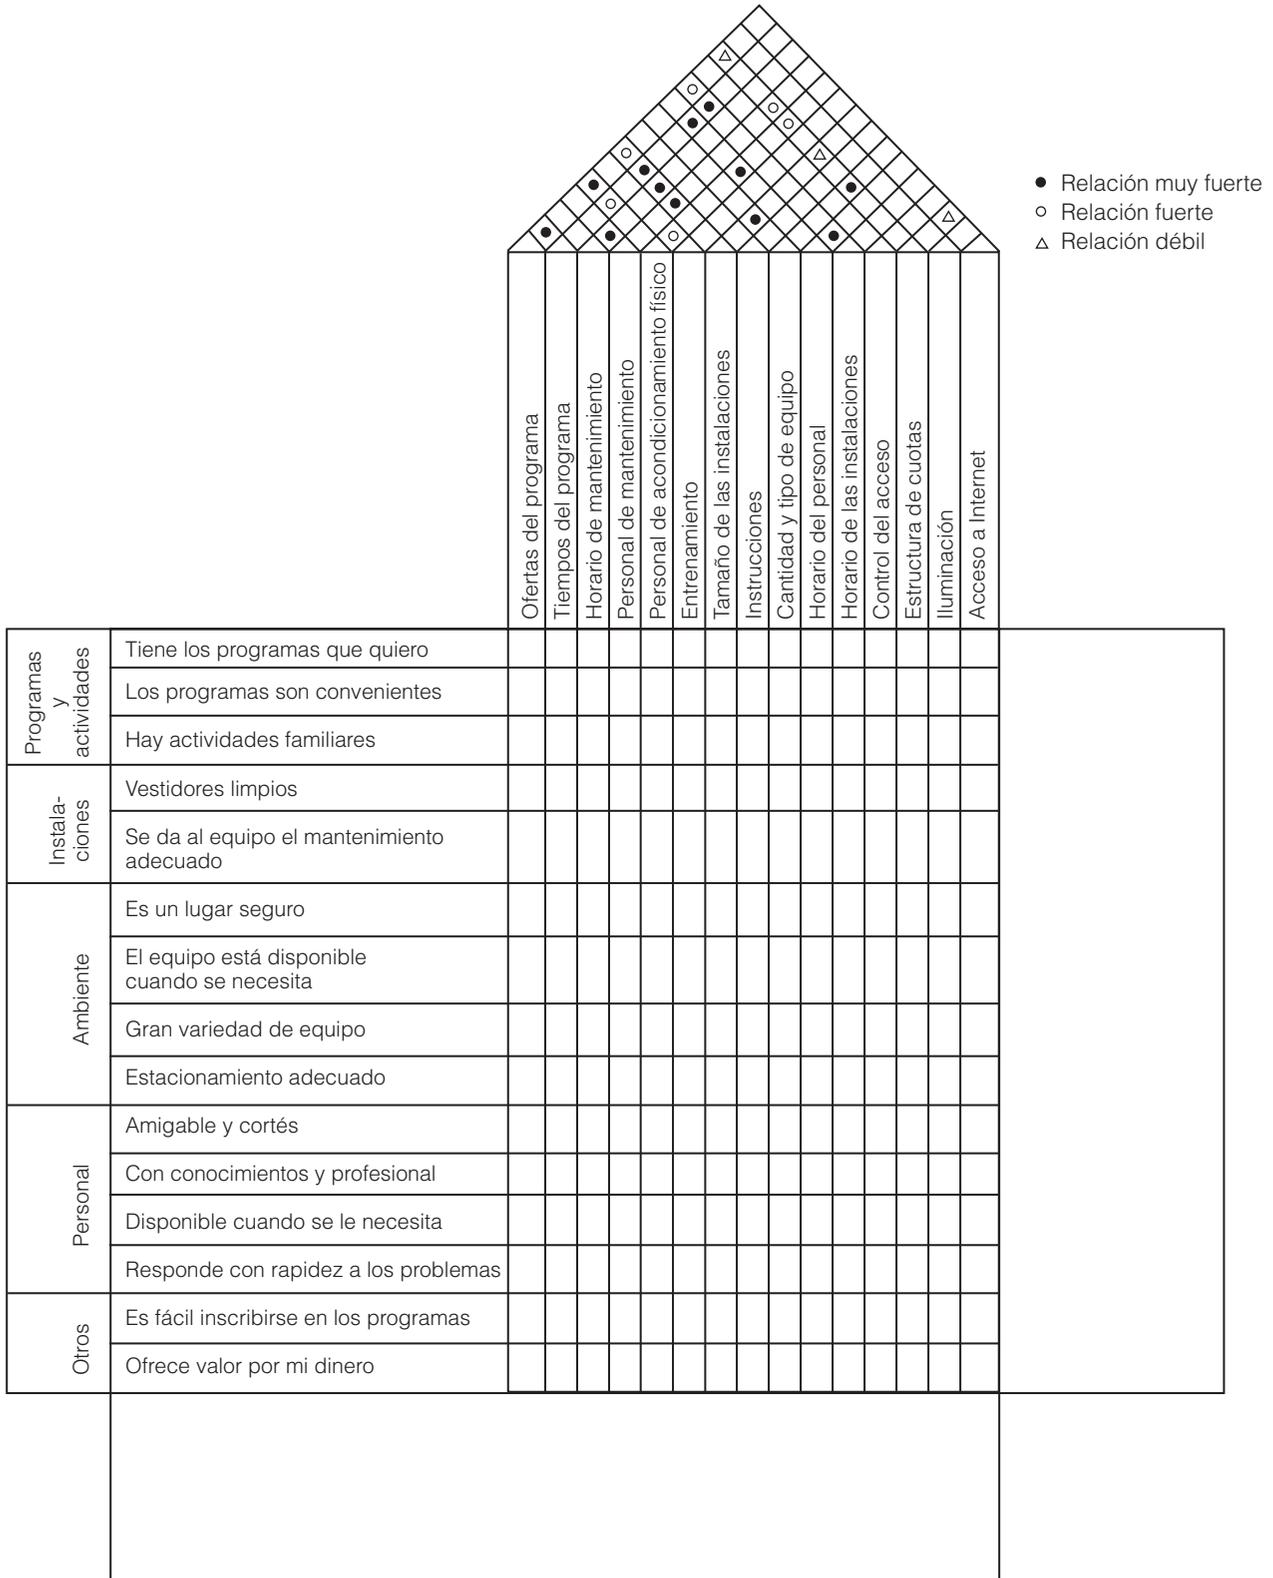 ● Relación muy fuerte
○ Relación fuerte
△ Relación débil
Ofertas del programa
Tiempos del programa
Horario de mantenimiento
Personal de mantenimiento
Personal de acondicionamiento físico
Entrenamiento
Tamaño de las instalaciones
Instrucciones
Cantidad y tipo de equipo
Horario del personal
Horario de las instalaciones
Control del acceso
Estructura de cuotas
Iluminación
Acceso a Internet
Programas
y
actividades
Tiene los programas que quiero
Los programas son convenientes
Hay actividades familiares
Instala-
ciones
Vestidores limpios
Se da al equipo el mantenimiento
adecuado
Ambiente
Es un lugar seguro
El equipo está disponible
cuando se necesita
Gran variedad de equipo
Estacionamiento adecuado
Personal
Amigable y cortés
Con conocimientos y profesional
Disponible cuando se le necesita
Responde con rapidez a los problemas
Otros
Es fácil inscribirse en los programas
Ofrece valor por mi dinero